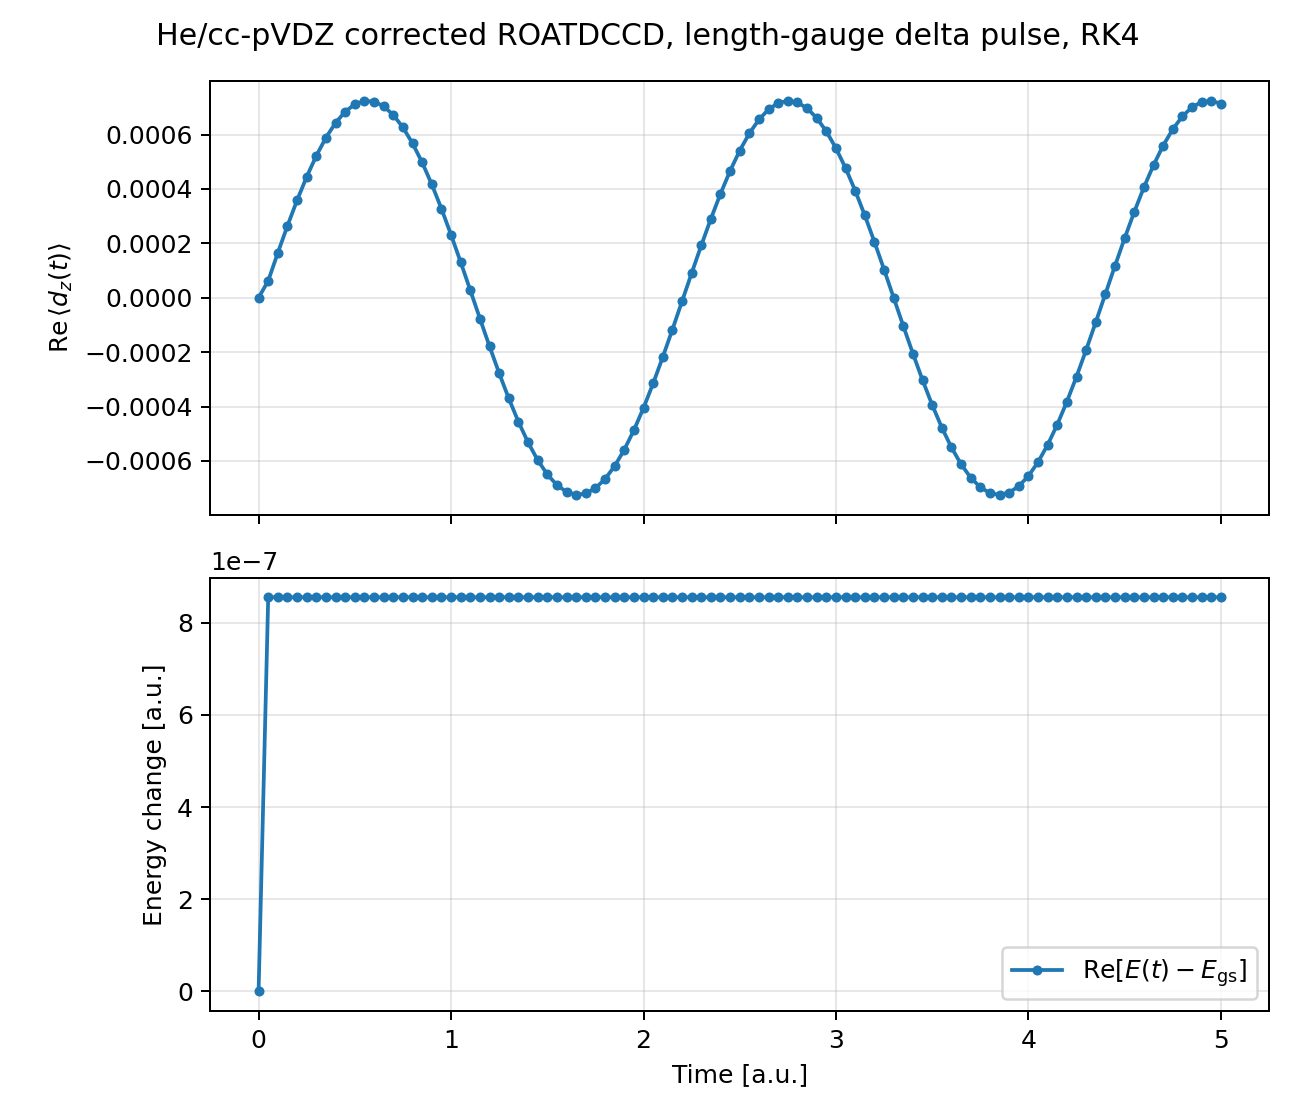 He/cc-pVDZ corrected ROATDCCD, length-gauge delta pulse, RK4
Re ⟨d_z(t)⟩
0.0006
0.0004
0.0002
0.0000
−0.0002
−0.0004
−0.0006
1e−7
Energy change [a.u.]
8
6
4
2
0
Re[E(t) − E_gs]
0 1 2 3 4 5
Time [a.u.]